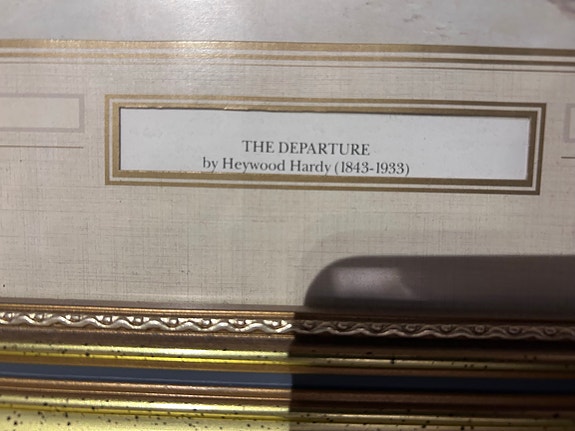 THE DEPARTURE
by Heywood Hardy (1843-1933)